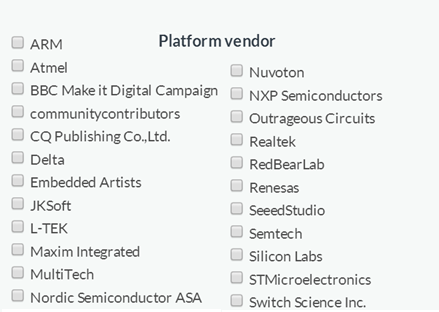 Platform vendor
ARM
Atmel
BBC Make it Digital Campaign
communitycontributors
CQ Publishing Co.,Ltd.
Delta
Embedded Artists
JKSoft
L-TEK
Maxim Integrated
MultiTech
Nordic Semiconductor ASA
Nuvoton
NXP Semiconductors
Outrageous Circuits
Realtek
RedBearLab
Renesas
SeeedStudio
Semtech
Silicon Labs
STMicroelectronics
Switch Science Inc.